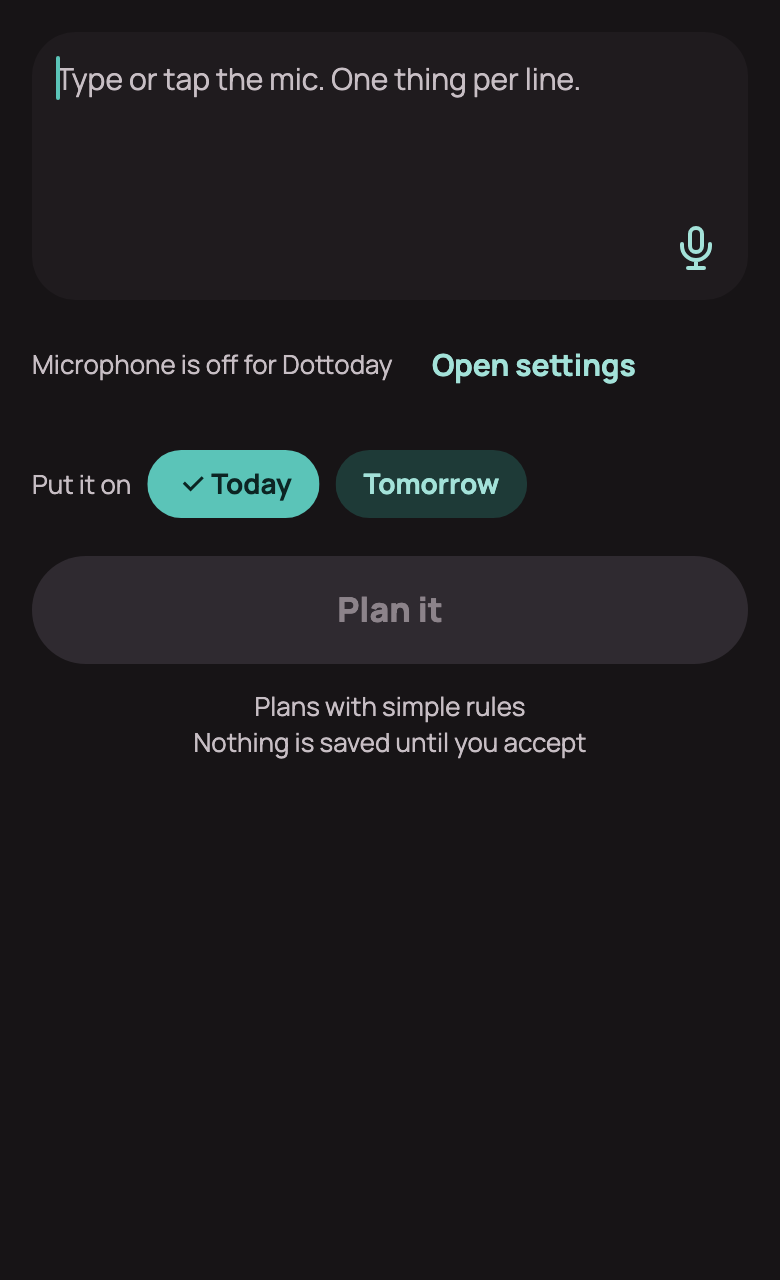 Type or tap the mic. One thing per line.
Microphone is off for Dottoday Open settings
Put it on Today Tomorrow
Plan it
Plans with simple rules
Nothing is saved until you accept